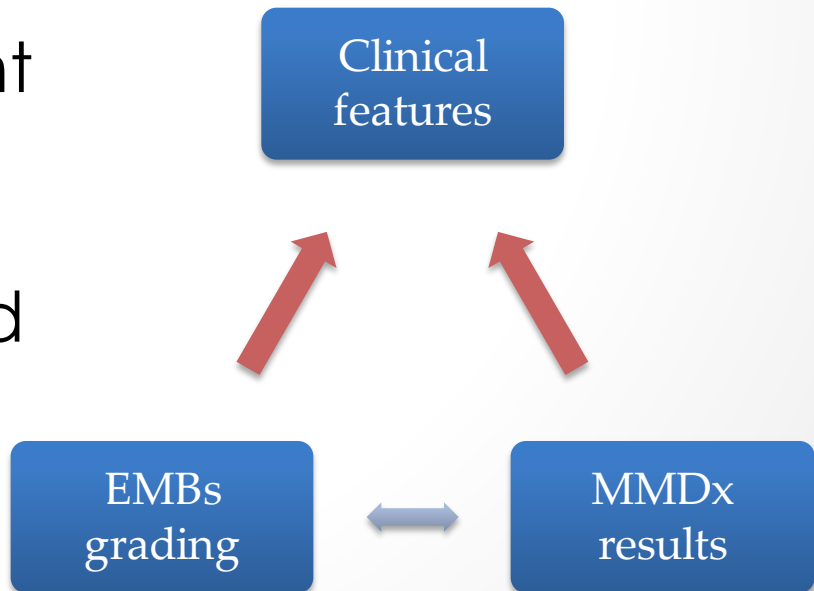 Clinical
features
EMBs
grading
MMDx
results